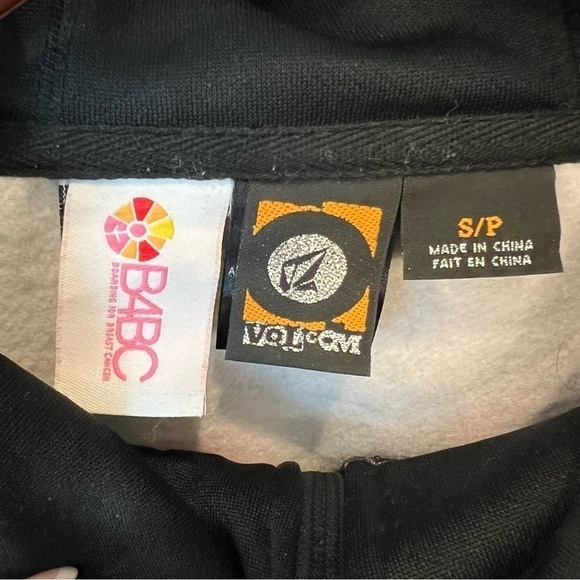 B4BC
BOARDING FOR BREAST CANCER
VOLCOM
S/P
MADE IN CHINA
FAIT EN CHINA